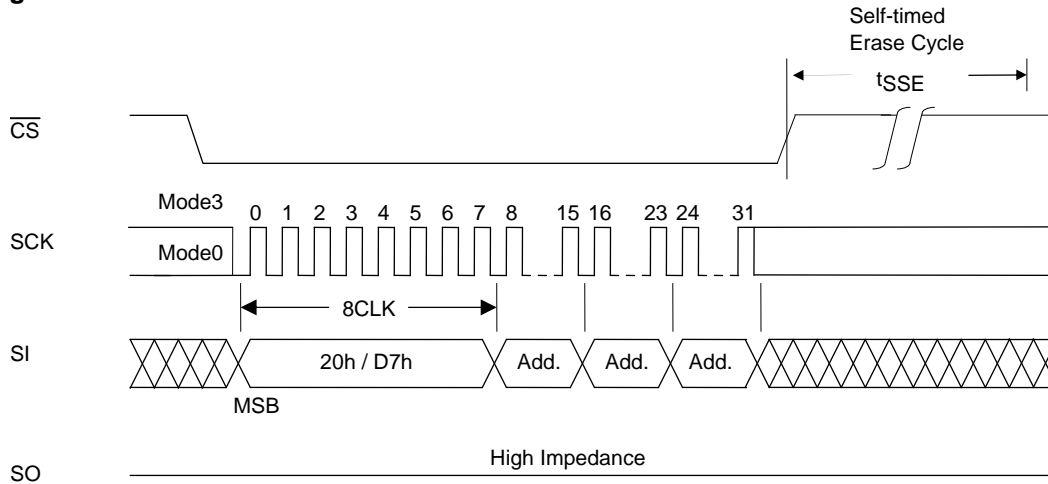 Self-timed
Erase Cycle
tSSE
CS
Mode3
0 1 2 3 4 5 6 7 8 15 16 23 24 31
SCK
Mode0
8CLK
SI
20h / D7h Add. Add. Add.
MSB
High Impedance
SO